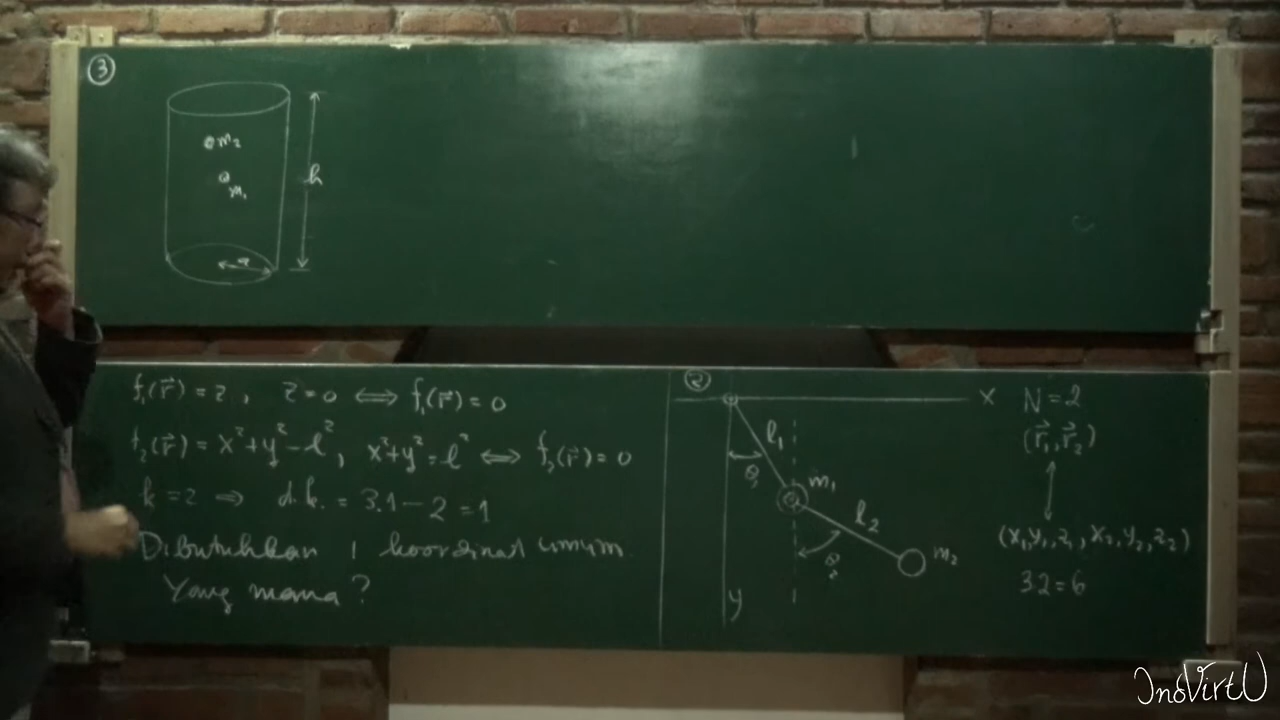 ③
m₂
m₁
h
a
f₁(r⃗) = z, z = 0 ⟺ f₁(r⃗) = 0
f₂(r⃗) = x² + y² − l², x² + y² = l² ⟺ f₂(r⃗) = 0
k = 2 ⇒ d.k. = 3.1 − 2 = 1
Dibutuhkan 1 koordinat umum.
Yang mana?
②
x
l₁
θ₁
m₁
l₂
θ₂
m₂
y
N = 2
(r⃗₁, r⃗₂)
(x₁, y₁, z₁, x₂, y₂, z₂)
3.2 = 6
InoVirtU